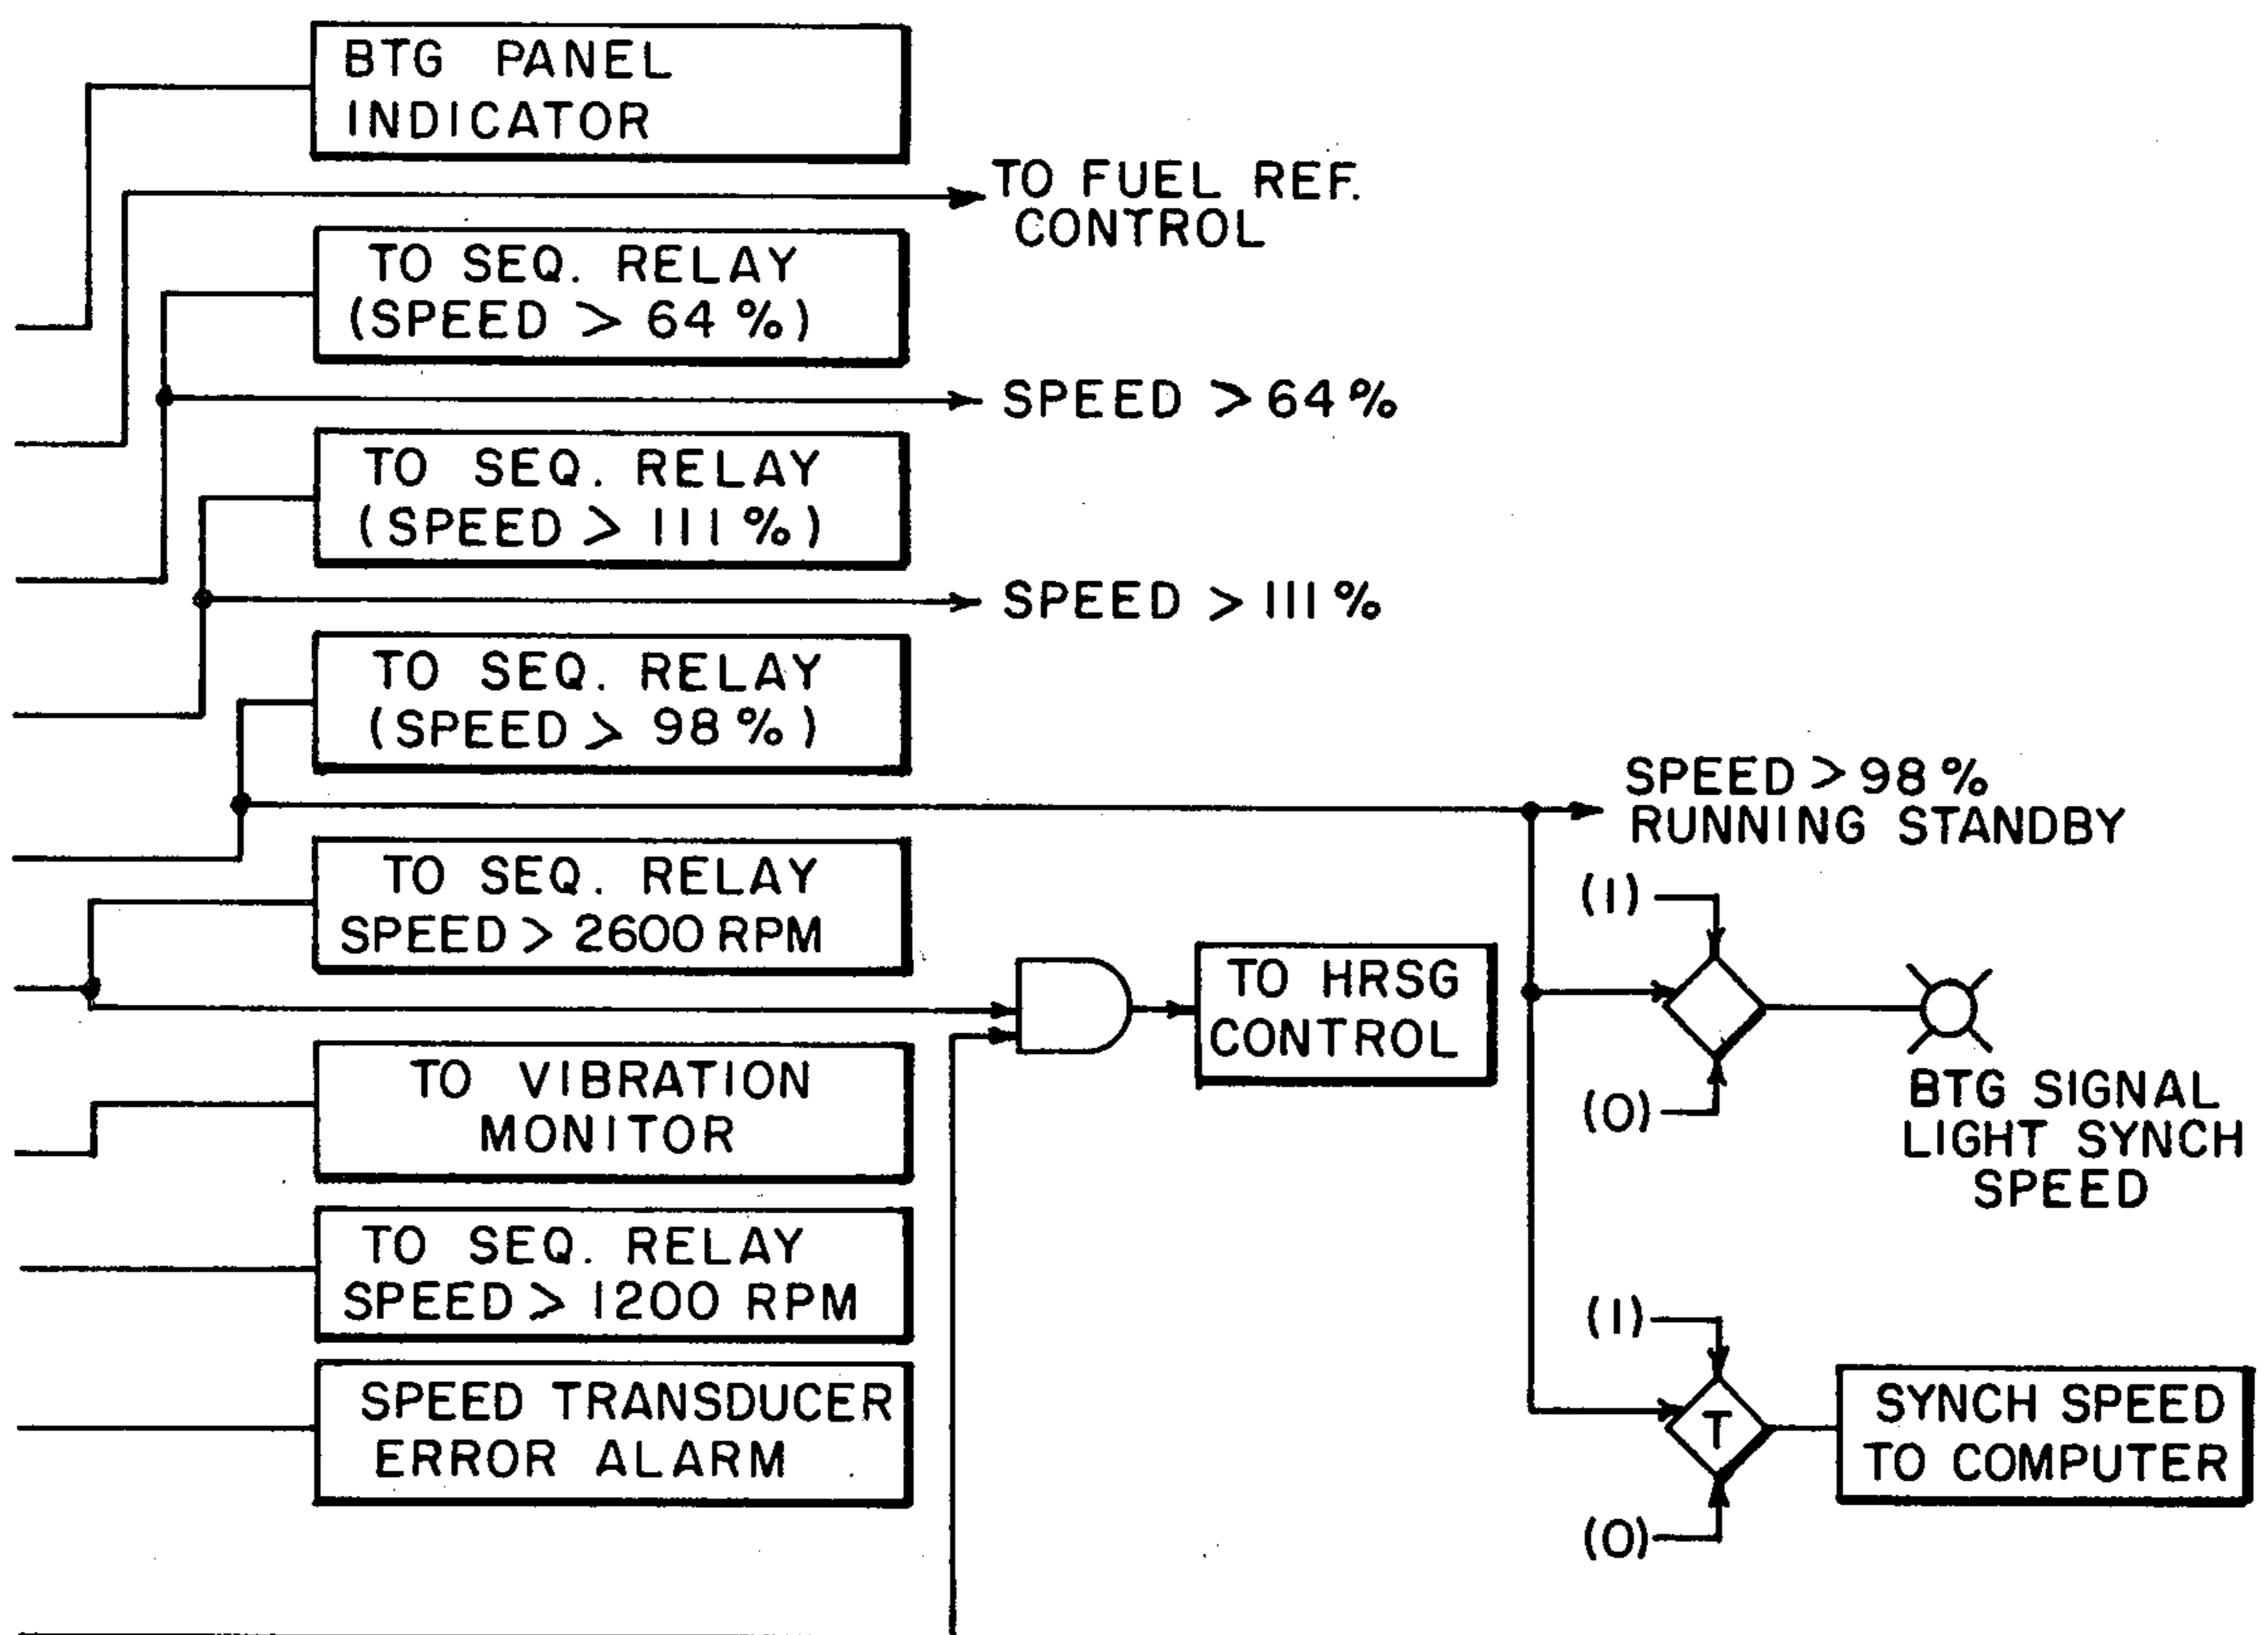 BTG PANEL
INDICATOR
TO FUEL REF.
CONTROL
TO SEQ. RELAY
(SPEED > 64 %)
SPEED > 64 %
TO SEQ. RELAY
(SPEED > 111 %)
SPEED > 111 %
TO SEQ. RELAY
(SPEED > 98 %)
SPEED > 98 %
RUNNING STANDBY
TO SEQ. RELAY
SPEED > 2600 RPM
(1)
TO HRSG
CONTROL
(0)
BTG SIGNAL
LIGHT SYNCH
SPEED
TO VIBRATION
MONITOR
TO SEQ. RELAY
SPEED > 1200 RPM
SPEED TRANSDUCER
ERROR ALARM
(1)
T
(0)
SYNCH SPEED
TO COMPUTER